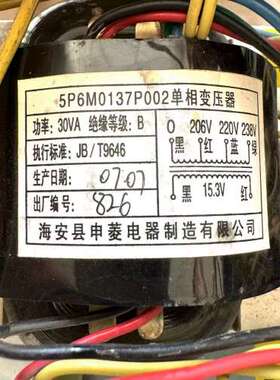 5P6M0137P002单相变压器
功率: 30VA 绝缘等级: B
执行标准: JB/T9646
生产日期: 0707
出厂编号: 826
0 206V 220V 238V
黑 红 蓝 绿
黑 15.3V 红
海安县申菱电器制造有限公司